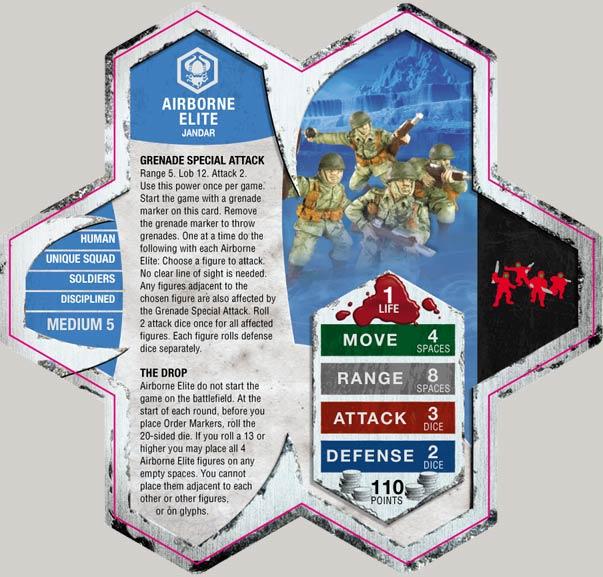 AIRBORNE
ELITE
JANDAR
GRENADE SPECIAL ATTACK
Range 5. Lob 12. Attack 2.
Use this power once per game.
Start the game with a grenade
marker on this card. Remove
the grenade marker to throw
grenades. One at a time do the
following with each Airborne
Elite: Choose a figure to attack.
No clear line of sight is needed.
Any figures adjacent to the
chosen figure are also affected by
the Grenade Special Attack. Roll
2 attack dice once for all affected
figures. Each figure rolls defense
dice separately.
THE DROP
Airborne Elite do not start the
game on the battlefield. At the
start of each round, before you
place Order Markers, roll the
20-sided die. If you roll a 13 or
higher you may place all 4
Airborne Elite figures on any
empty spaces. You cannot
place them adjacent to each
other or other figures,
or on glyphs.
HUMAN
UNIQUE SQUAD
SOLDIERS
DISCIPLINED
MEDIUM 5
1
LIFE
MOVE 4
SPACES
RANGE 8
SPACES
ATTACK 3
DICE
DEFENSE 2
DICE
110
POINTS